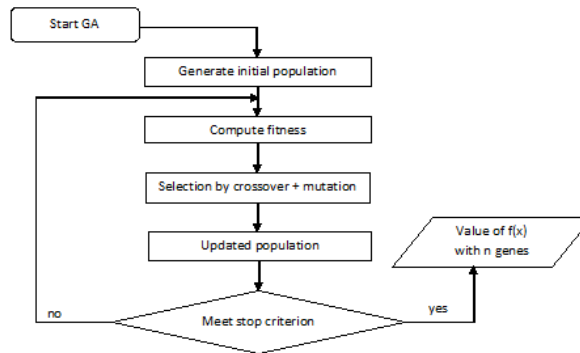 Start GA
Generate initial population
Compute fitness
Selection by crossover + mutation
Updated population
Value of f(x)
with n genes
no
Meet stop criterion
yes